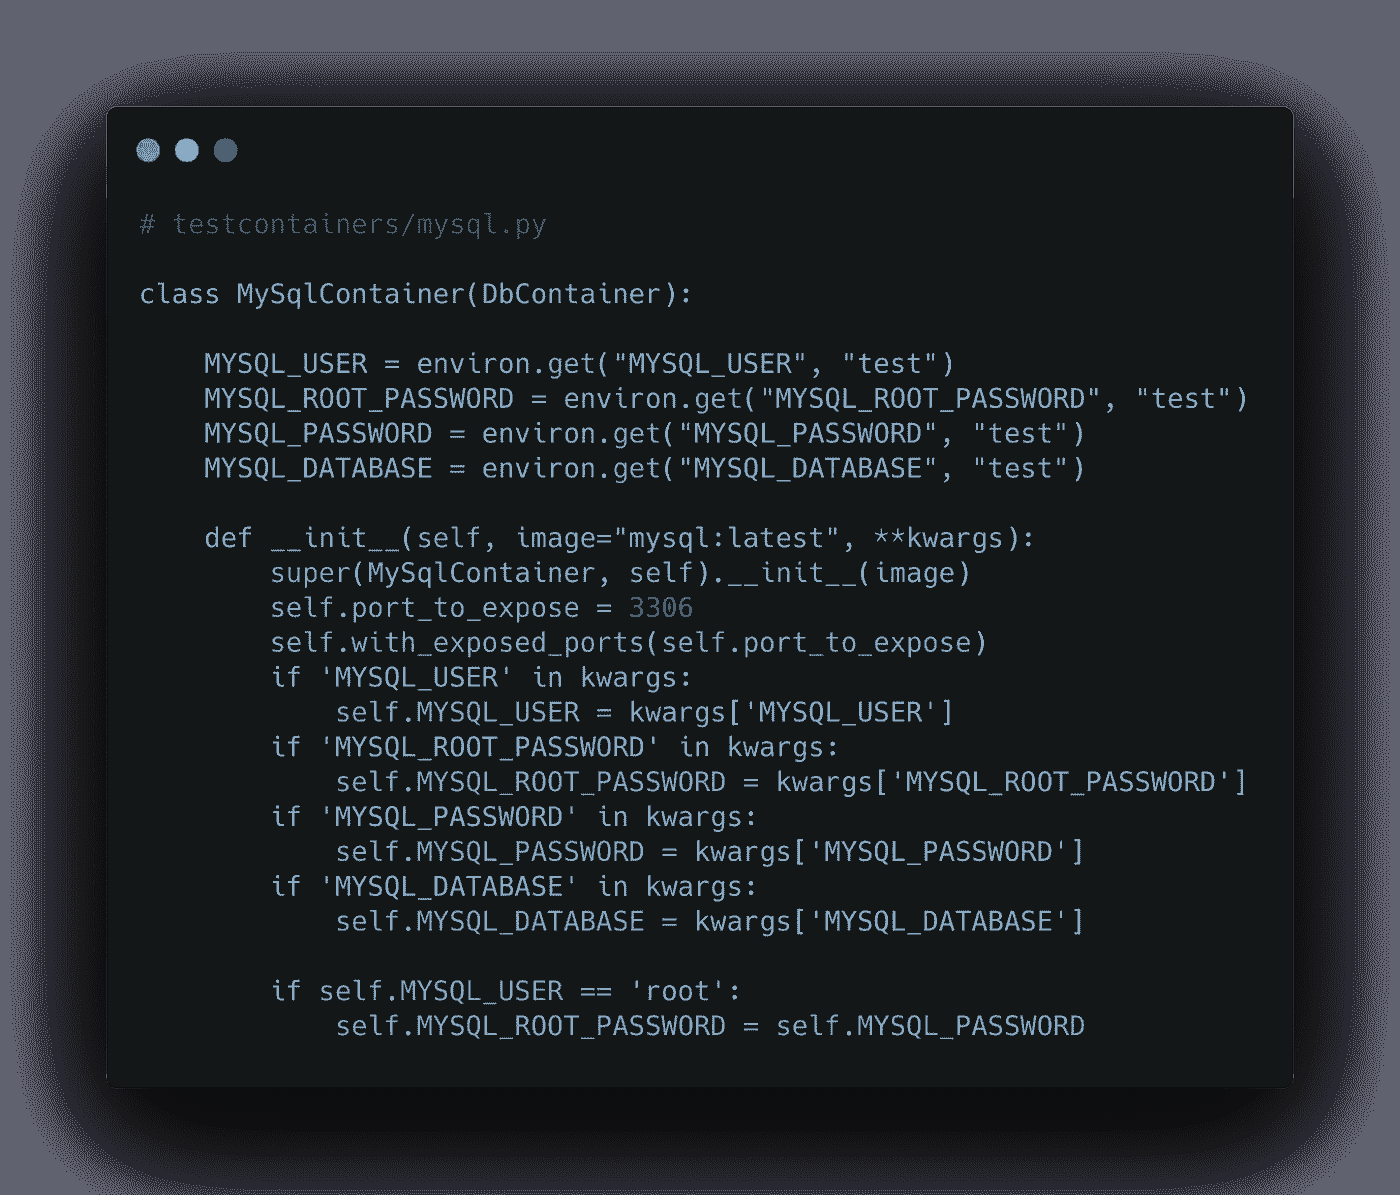 # testcontainers/mysql.py

class MySqlContainer(DbContainer):

    MYSQL_USER = environ.get("MYSQL_USER", "test")
    MYSQL_ROOT_PASSWORD = environ.get("MYSQL_ROOT_PASSWORD", "test")
    MYSQL_PASSWORD = environ.get("MYSQL_PASSWORD", "test")
    MYSQL_DATABASE = environ.get("MYSQL_DATABASE", "test")

    def __init__(self, image="mysql:latest", **kwargs):
        super(MySqlContainer, self).__init__(image)
        self.port_to_expose = 3306
        self.with_exposed_ports(self.port_to_expose)
        if 'MYSQL_USER' in kwargs:
            self.MYSQL_USER = kwargs['MYSQL_USER']
        if 'MYSQL_ROOT_PASSWORD' in kwargs:
            self.MYSQL_ROOT_PASSWORD = kwargs['MYSQL_ROOT_PASSWORD']
        if 'MYSQL_PASSWORD' in kwargs:
            self.MYSQL_PASSWORD = kwargs['MYSQL_PASSWORD']
        if 'MYSQL_DATABASE' in kwargs:
            self.MYSQL_DATABASE = kwargs['MYSQL_DATABASE']

        if self.MYSQL_USER == 'root':
            self.MYSQL_ROOT_PASSWORD = self.MYSQL_PASSWORD